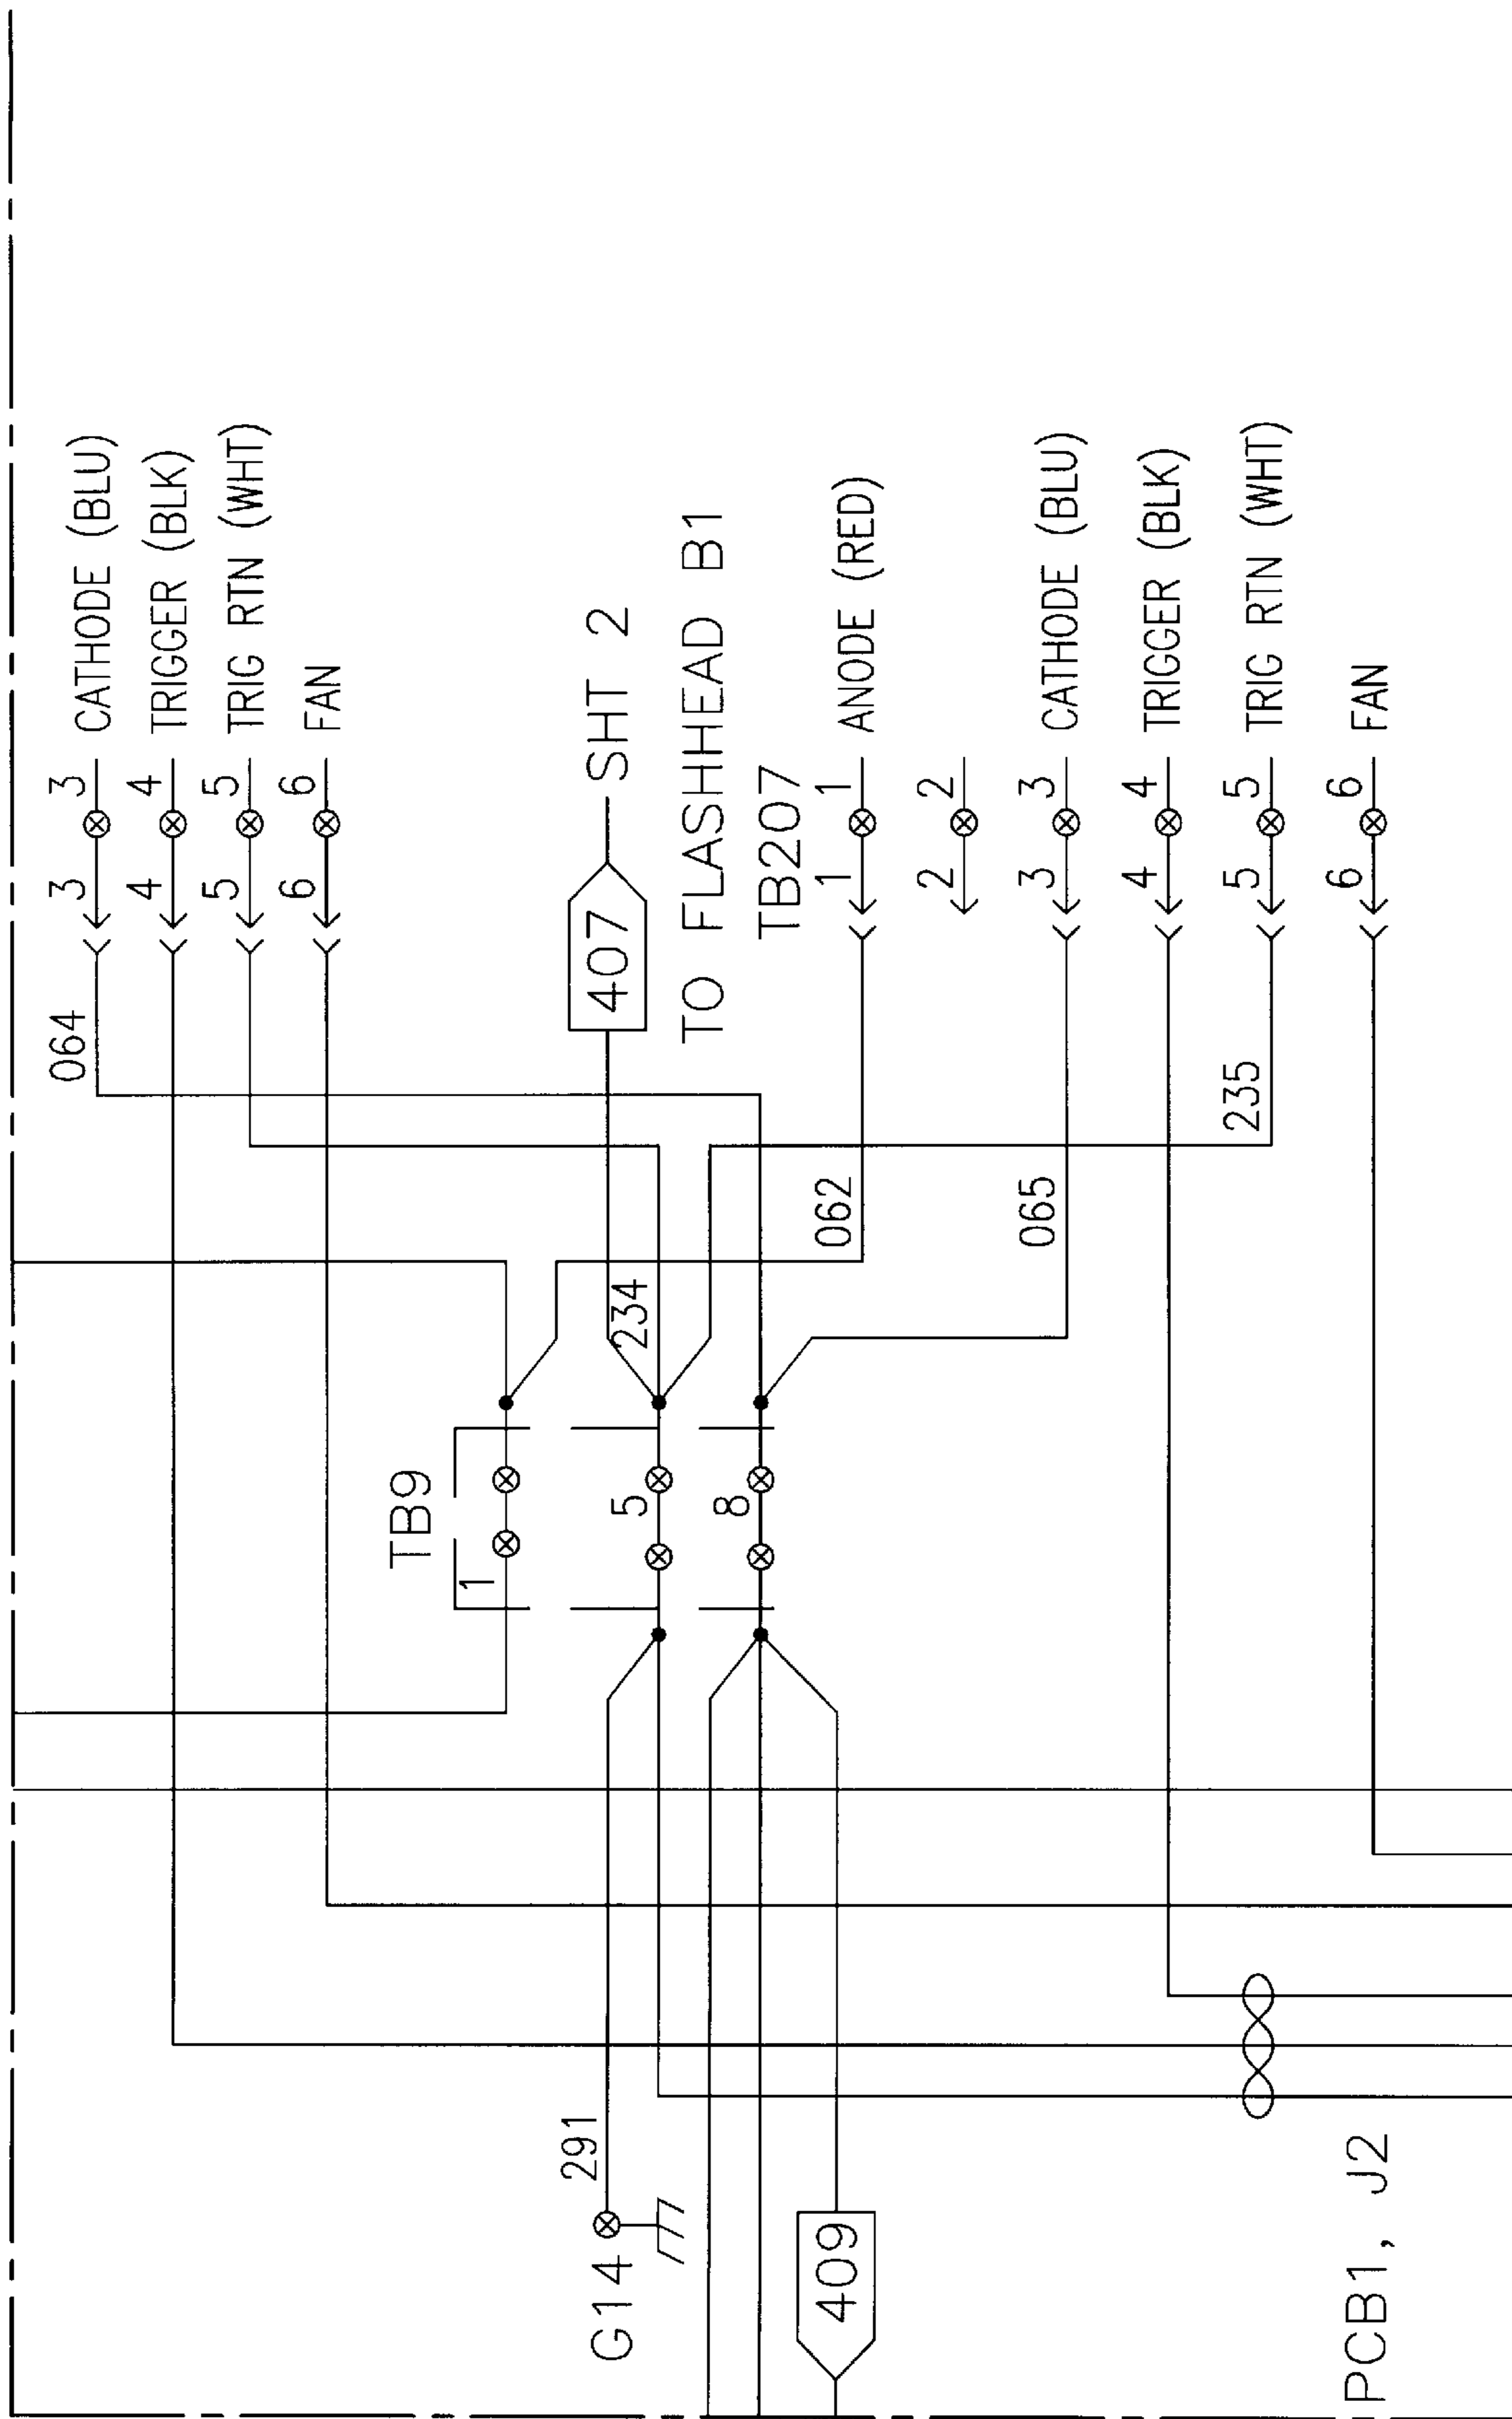 064
3 3 CATHODE (BLU)
4 4 TRIGGER (BLK)
5 5 TRIG RTN (WHT)
6 6 FAN
TB9
1
G14
291
5
234
407
SHT 2
TO FLASHHEAD B1
8
TB207
409
062
1 1 ANODE (RED)
2 2
065
3 3 CATHODE (BLU)
4 4 TRIGGER (BLK)
235
5 5 TRIG RTN (WHT)
PCB1, J2
6 6 FAN